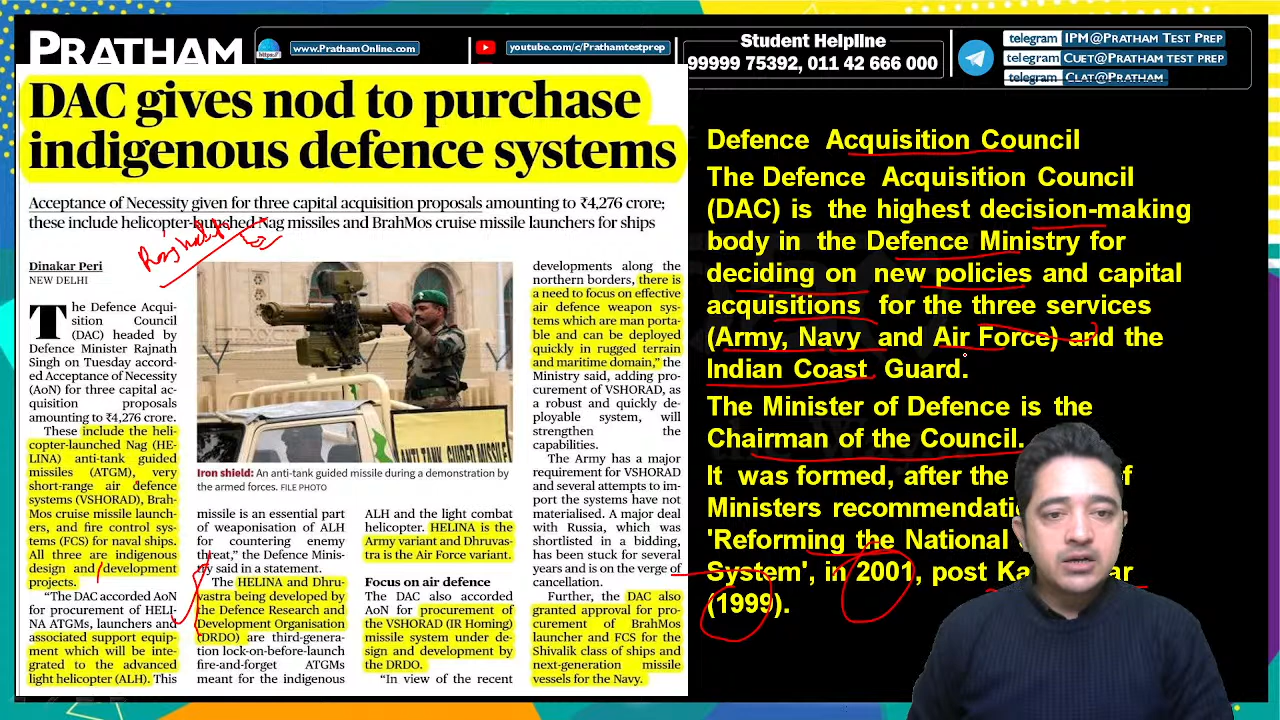 PRATHAM
https://
www.PrathamOnline.com
youtube.com/c/Prathamtestprep
Student Helpline
99999 75392, 011 42 666 000
telegram IPM@PRATHAM TEST PREP
telegram CUET@PRATHAM TEST PREP
telegram CLAT@PRATHAM
DAC gives nod to purchase
indigenous defence systems
Acceptance of Necessity given for three capital acquisition proposals amounting to ₹4,276 crore;
these include helicopter-launched Nag missiles and BrahMos cruise missile launchers for ships
Dinakar Peri
NEW DELHI
The Defence Acqui-
sition Council
(DAC) headed by
Defence Minister Rajnath
Singh on Tuesday accord-
ed Acceptance of Necessity
(AoN) for three capital ac-
quisition proposals
amounting to ₹4,276 crore.
These include the heli-
copter-launched Nag (HE-
LINA) anti-tank guided
missiles (ATGM), very
short-range air defence
systems (VSHORAD), Brah-
Mos cruise missile launch-
ers, and fire control sys-
tems (FCS) for naval ships.
All three are indigenous
design and development
projects.
“The DAC accorded AoN
for procurement of HELI-
NA ATGMs, launchers and
associated support equip-
ment which will be inte-
grated to the advanced
light helicopter (ALH). This
ANTI-TANK GUIDED MISSILE
Iron shield: An anti-tank guided missile during a demonstration by
the armed forces. FILE PHOTO
missile is an essential part
of weaponisation of ALH
for countering enemy
threat,” the Defence Minis-
try said in a statement.
The HELINA and Dhru-
vastra being developed by
the Defence Research and
Development Organisation
(DRDO) are third-genera-
tion lock-on-before-launch
fire-and-forget ATGMs
meant for the indigenous
ALH and the light combat
helicopter. HELINA is the
Army variant and Dhruvas-
tra is the Air Force variant.
Focus on air defence
The DAC also accorded
AoN for procurement of
the VSHORAD (IR Homing)
missile system under de-
sign and development by
the DRDO.
“In view of the recent
developments along the
northern borders, there is
a need to focus on effective
air defence weapon sys-
tems which are man porta-
ble and can be deployed
quickly in rugged terrain
and maritime domain,” the
Ministry said, adding pro-
curement of VSHORAD, as
a robust and quickly de-
ployable system, will
strengthen the
capabilities.
The Army has a major
requirement for VSHORAD
and several attempts to im-
port the systems have not
materialised. A major deal
with Russia, which was
shortlisted in a bidding,
has been stuck for several
years and is on the verge of
cancellation.
Further, the DAC also
granted approval for pro-
curement of BrahMos
launcher and FCS for the
Shivalik class of ships and
next-generation missile
vessels for the Navy.
Defence Acquisition Council
The Defence Acquisition Council
(DAC) is the highest decision-making
body in the Defence Ministry for
deciding on new policies and capital
acquisitions for the three services
(Army, Navy and Air Force) and the
Indian Coast Guard.
The Minister of Defence is the
Chairman of the Council.
It was formed, after the
Ministers
'Reforming the National
System', in 2001, post
(1999).